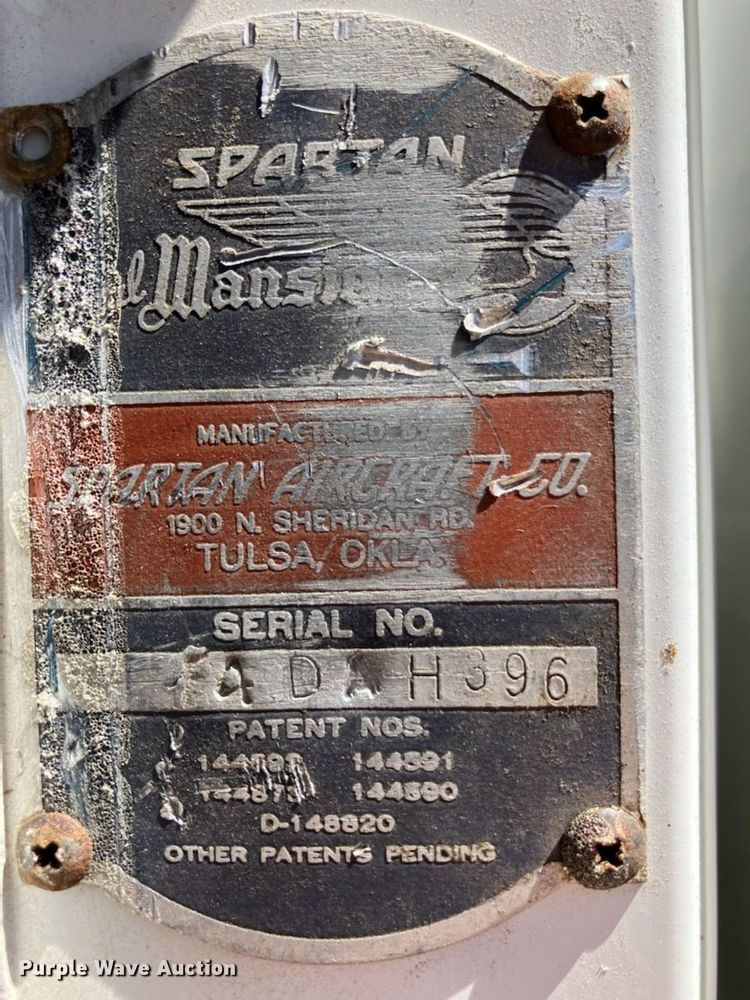 SPARTAN
Mansion
MANUFACTURED BY
SPARTAN AIRCRAFT CO.
1900 N. SHERIDAN RD.
TULSA, OKLA.
SERIAL NO.
4 D A H 396
PATENT NOS.
144591
144590
OTHER PATENTS PENDING
Purple Wave Auction